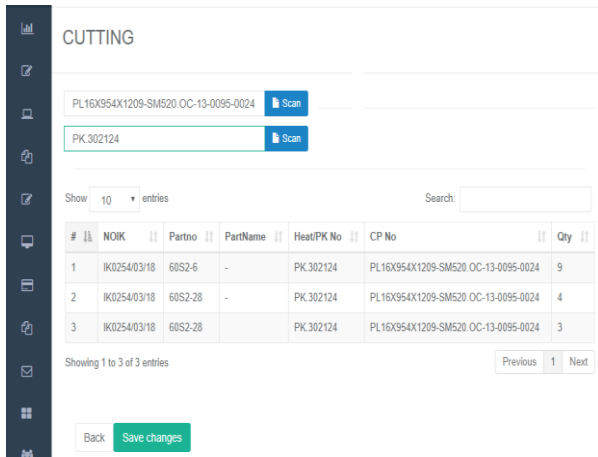 CUTTING
PL16X954X1209-SM520.OC-13-0095-0024 Scan
PK.302124 Scan
Show 10 entries Search:
# NOIK Partno PartName Heat/PK No CP No Qty
1 IK0254/03/18 60S2-6 - PK.302124 PL16X954X1209-SM520.OC-13-0095-0024 9
2 IK0254/03/18 60S2-28 - PK.302124 PL16X954X1209-SM520.OC-13-0095-0024 4
3 IK0254/03/18 60S2-28 PK.302124 PL16X954X1209-SM520.OC-13-0095-0024 3
Showing 1 to 3 of 3 entries Previous 1 Next
Back Save changes